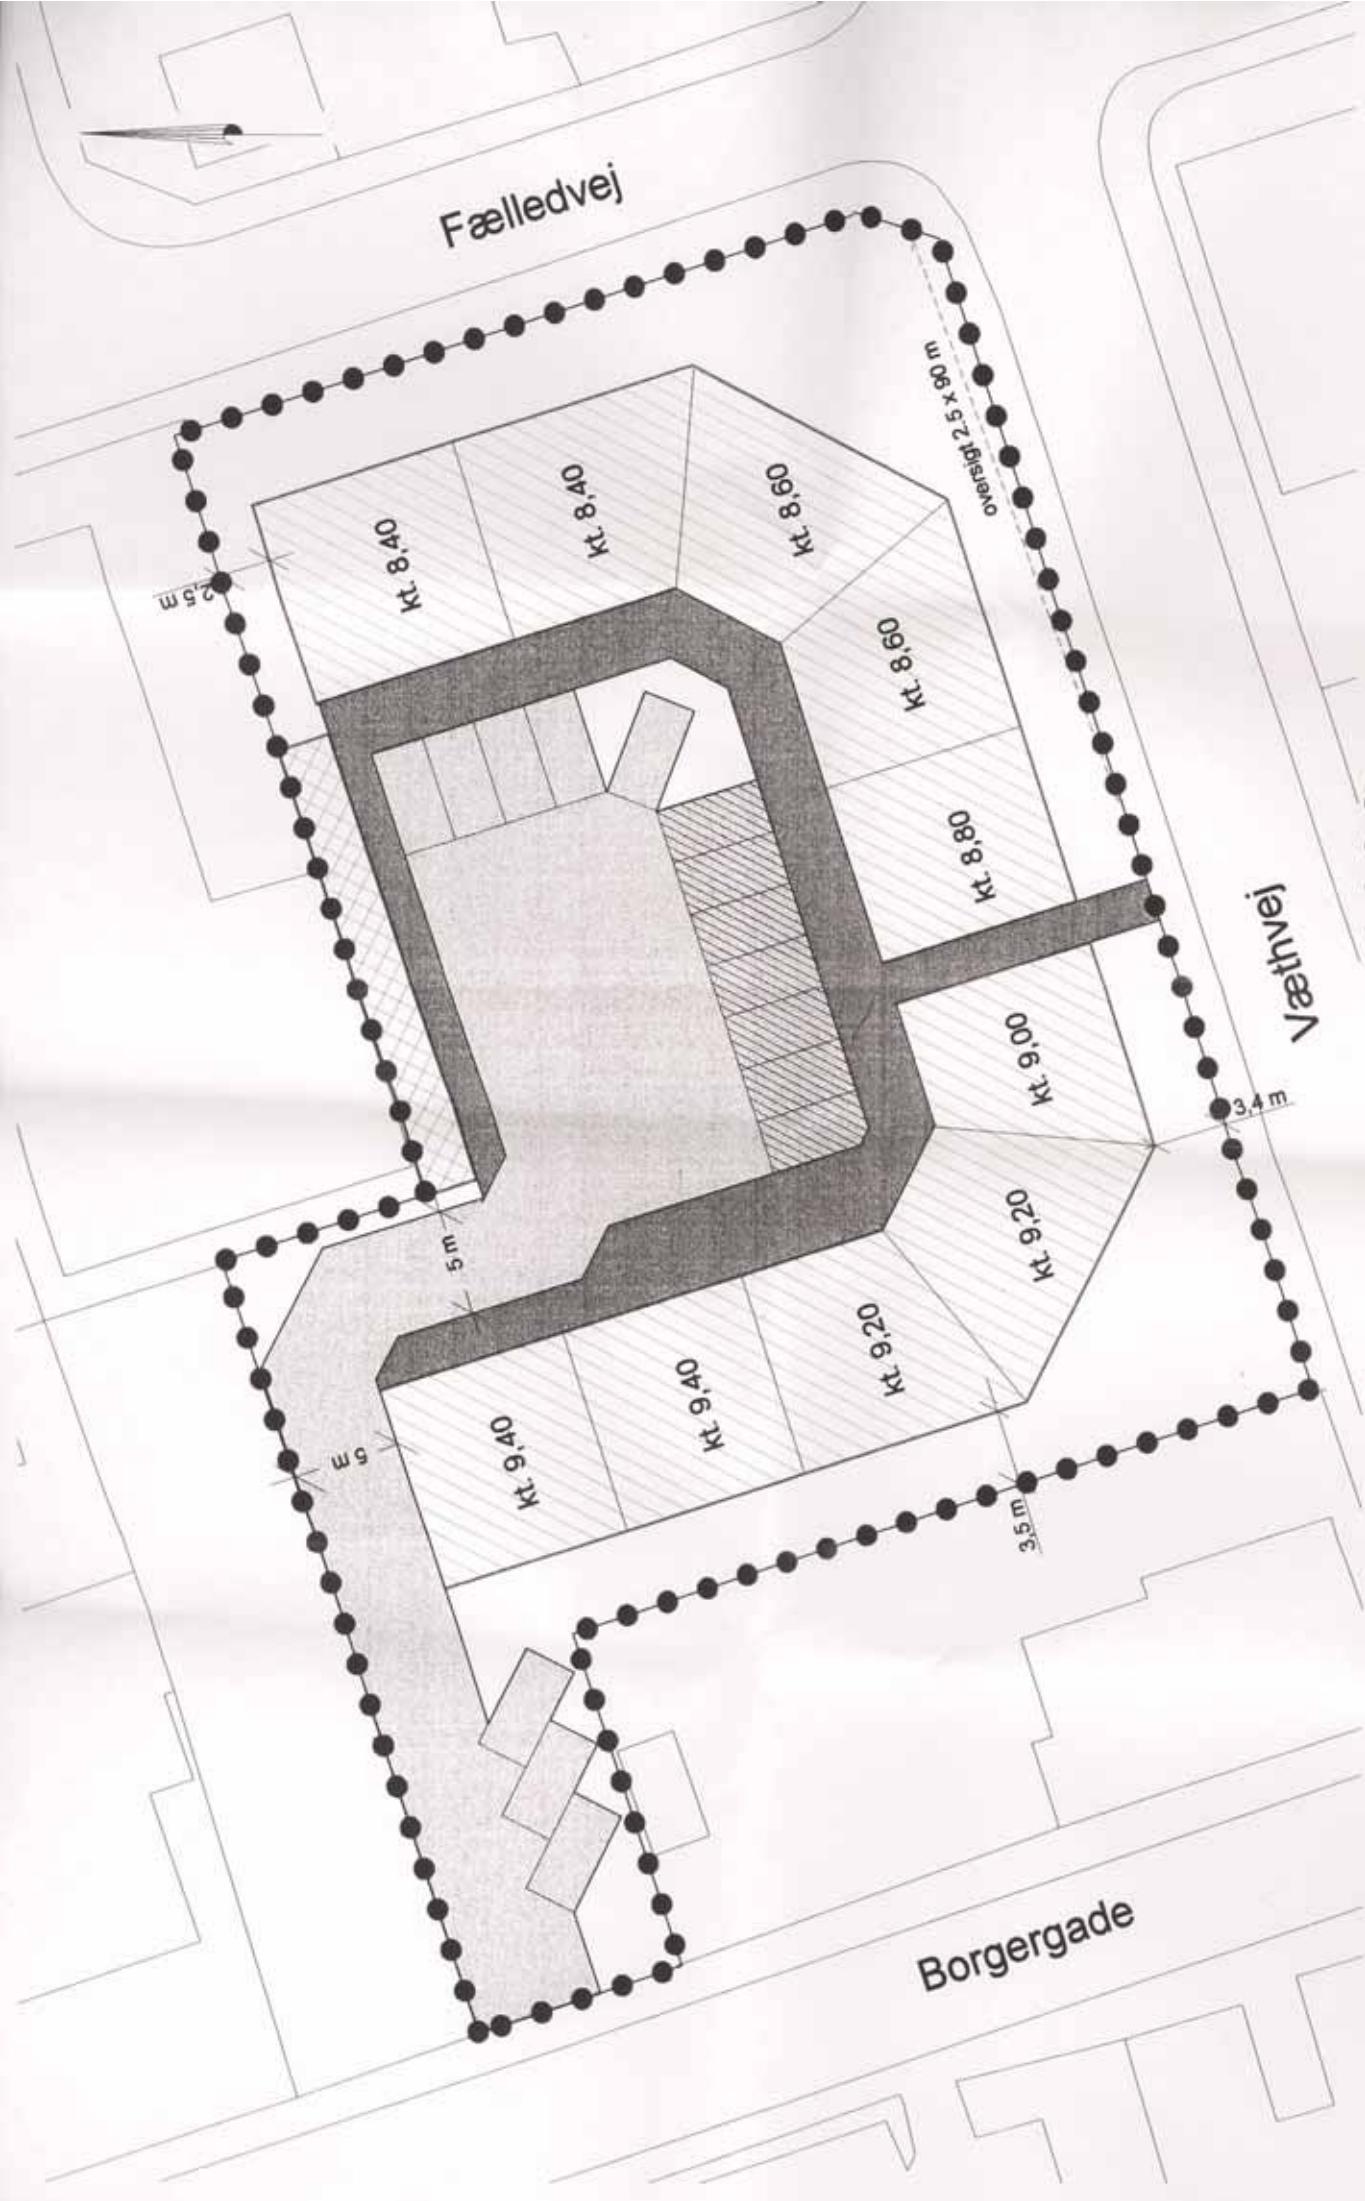 Fælledvej
2,5 m
kt. 8,40
kt. 8,40
kt. 8,60
oversigt 2.5 x 90 m
kt. 8,60
kt. 8,80
Væthvej
kt. 9,00
3,4 m
kt. 9,20
5 m
kt. 9,20
kt. 9,40
kt. 9,40
5 m
3,5 m
Borgergade